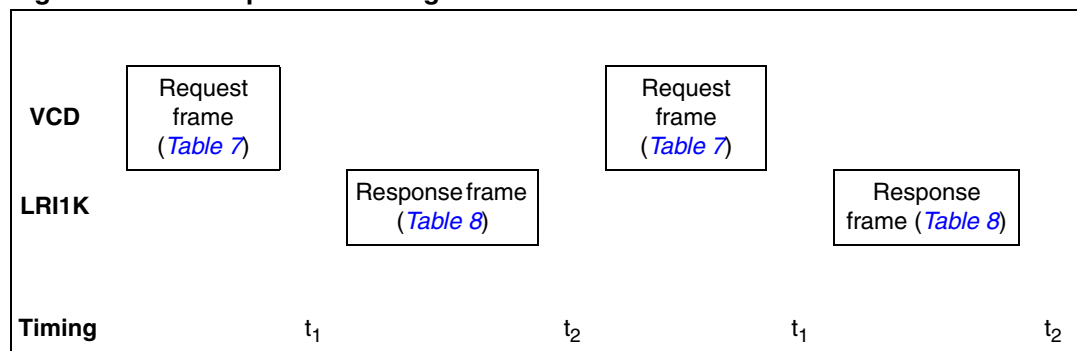 Request
frame
(Table 7)
Request
frame
(Table 7)
VCD
LRI1K
Response frame
(Table 8)
Response
frame (Table 8)
Timing
t1
t2
t1
t2